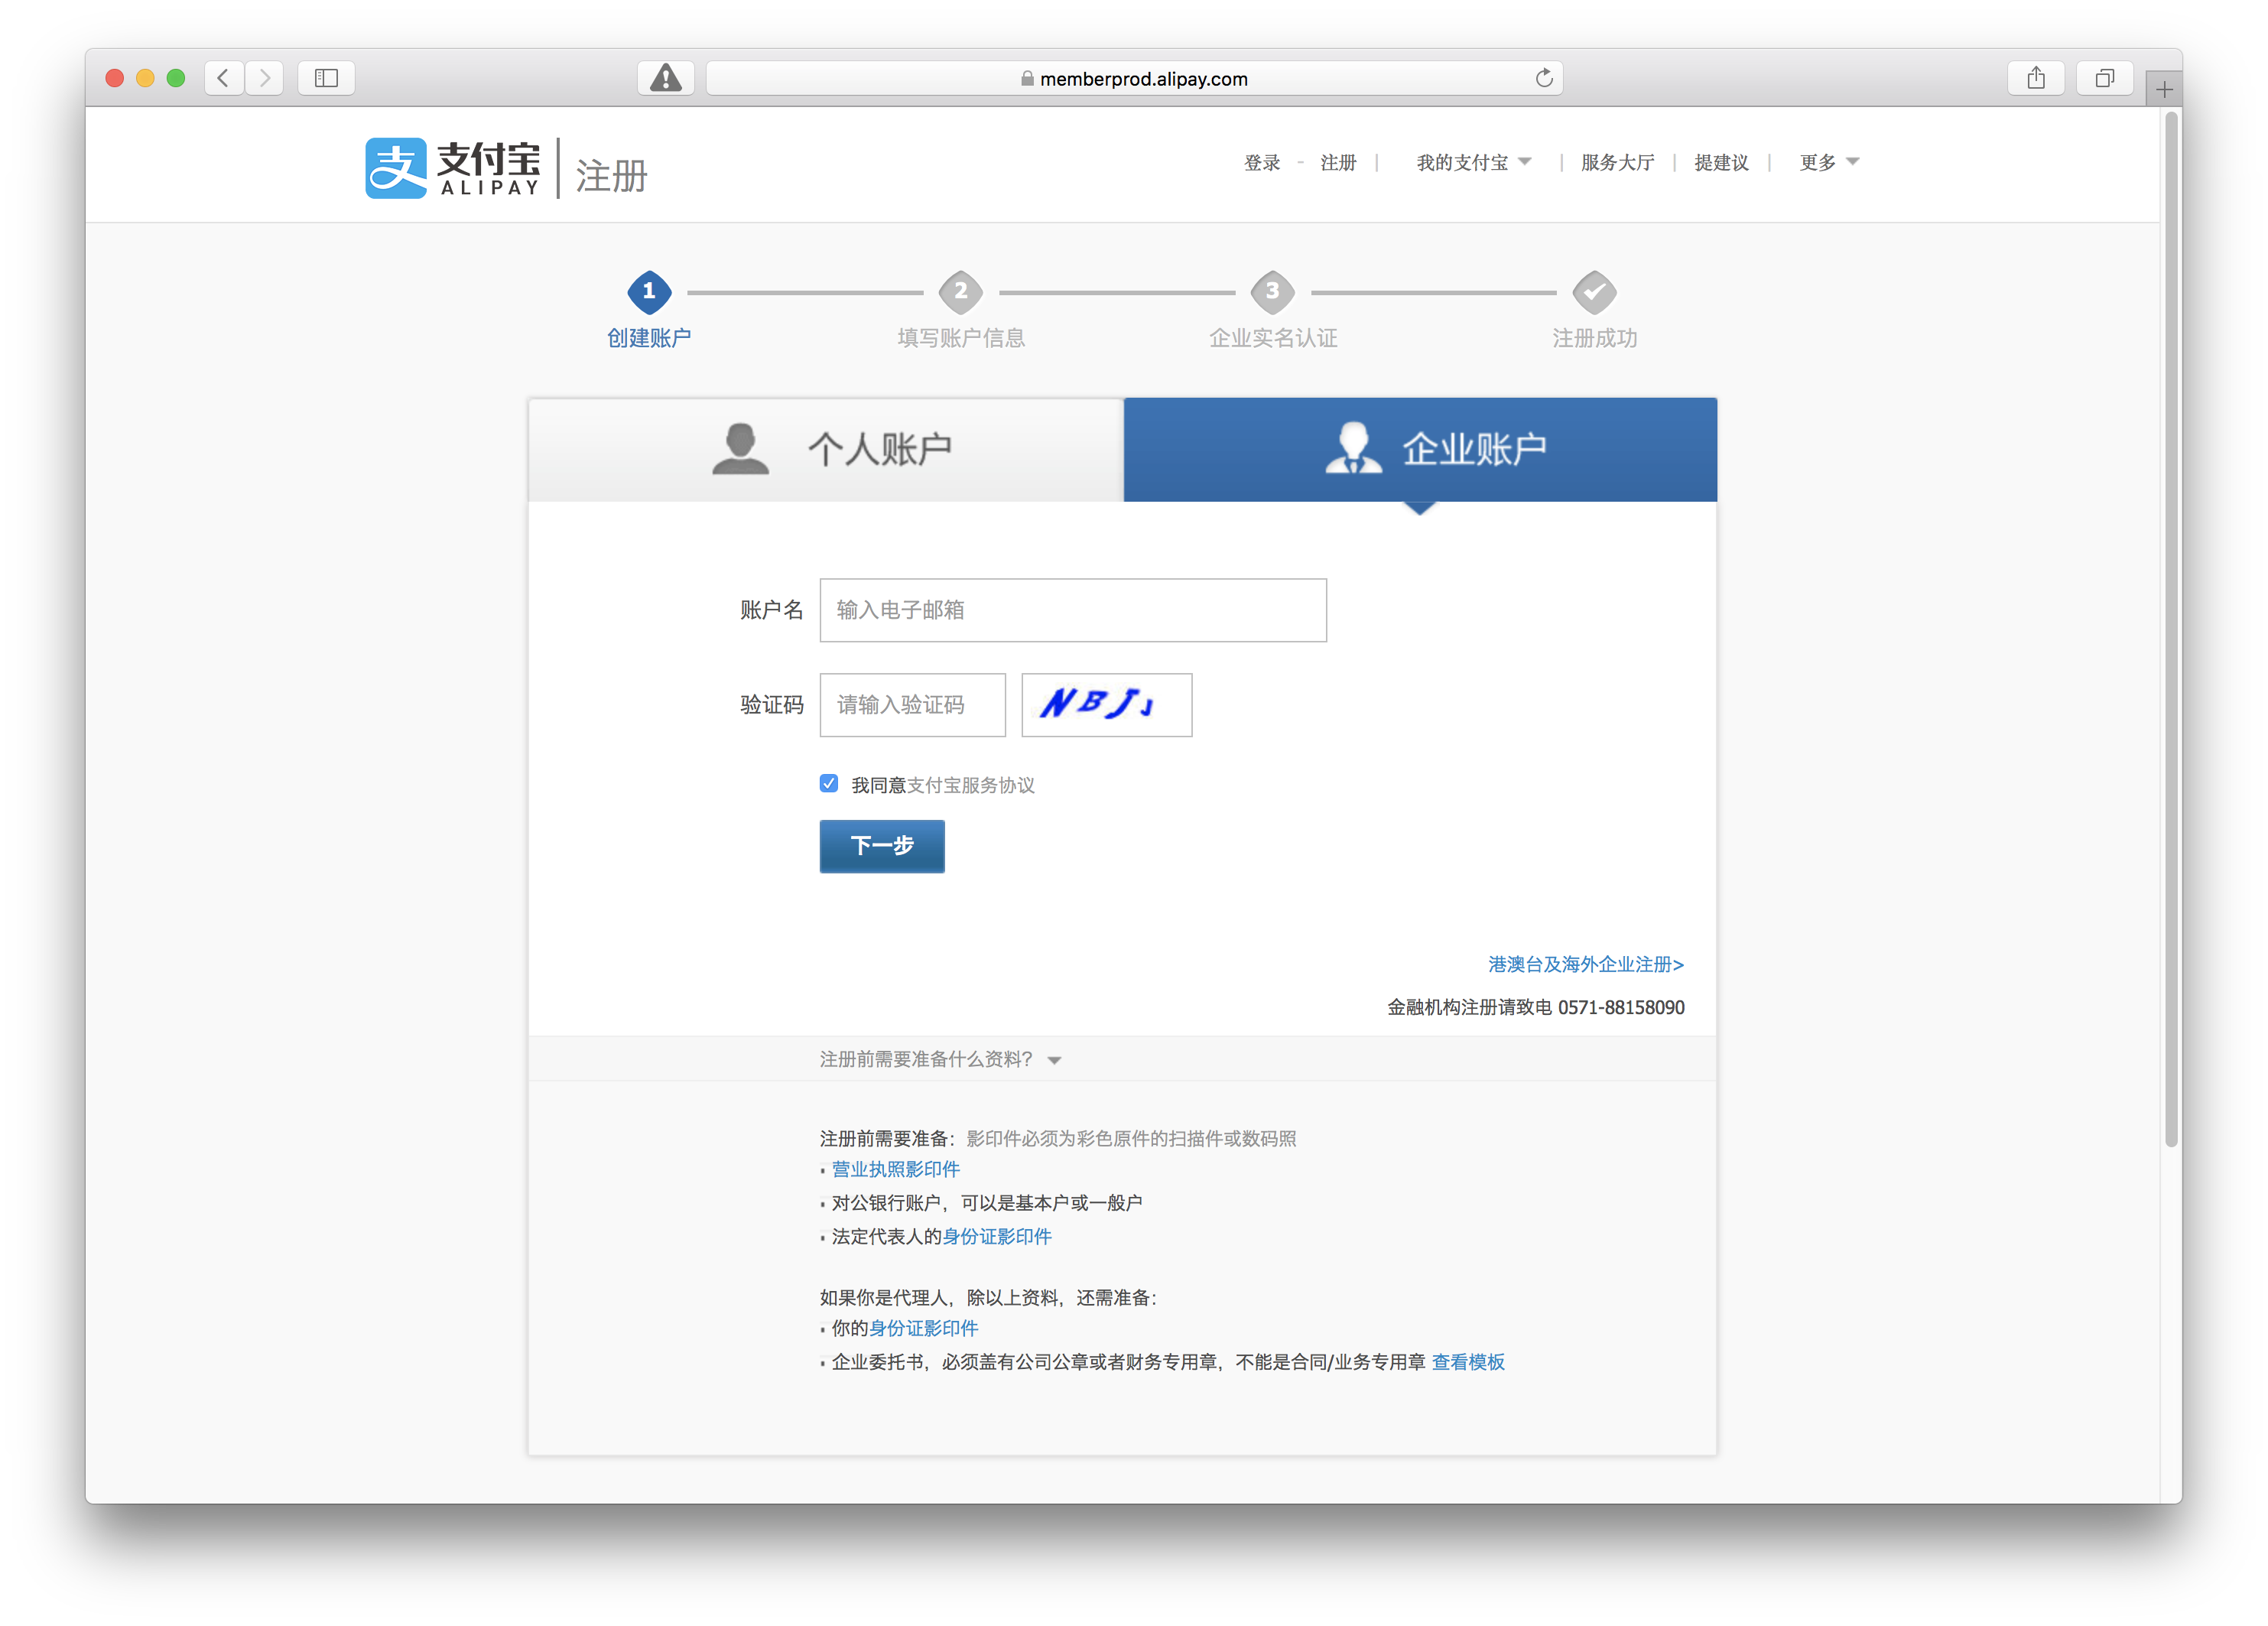 memberprod.alipay.com
支 支付宝 ALIPAY 注册
登录 - 注册 | 我的支付宝 | 服务大厅 | 提建议 | 更多
1 2 3
创建账户 填写账户信息 企业实名认证 注册成功
个人账户 企业账户
账户名 输入电子邮箱
验证码 请输入验证码 NBJJ
我同意支付宝服务协议
下一步
港澳台及海外企业注册>
金融机构注册请致电 0571-88158090
注册前需要准备什么资料?
注册前需要准备：影印件必须为彩色原件的扫描件或数码照
· 营业执照影印件
· 对公银行账户，可以是基本户或一般户
· 法定代表人的身份证影印件
如果你是代理人，除以上资料，还需准备：
· 你的身份证影印件
· 企业委托书，必须盖有公司公章或者财务专用章，不能是合同/业务专用章 查看模板